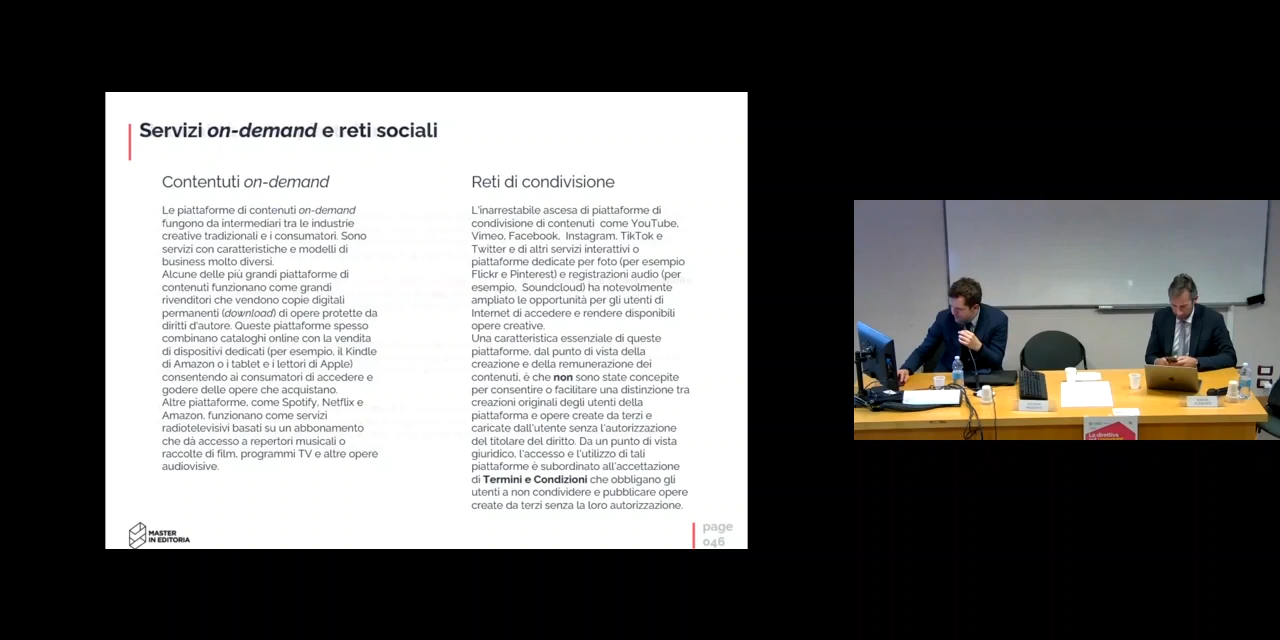 Servizi on-demand e reti sociali
Contentuti on-demand
Le piattaforme di contenuti on-demand
fungono da intermediari tra le industrie
creative tradizionali e i consumatori. Sono
servizi con caratteristiche e modelli di
business molto diversi.
Alcune delle più grandi piattaforme di
contenuti funzionano come grandi
rivenditori che vendono copie digitali
permanenti (download) di opere protette da
diritti d'autore. Queste piattaforme spesso
combinano cataloghi online con la vendita
di dispositivi dedicati (per esempio, il Kindle
di Amazon o i tablet e i lettori di Apple)
consentendo ai consumatori di accedere e
godere delle opere che acquistano.
Altre piattaforme, come Spotify, Netflix e
Amazon, funzionano come servizi
radiotelevisivi basati su un abbonamento
che dà accesso a repertori musicali o
raccolte di film, programmi TV e altre opere
audiovisive.
Reti di condivisione
L'inarrestabile ascesa di piattaforme di
condivisione di contenuti come YouTube,
Vimeo, Facebook, Instagram, TikTok e
Twitter e di altri servizi interattivi o
piattaforme dedicate per foto (per esempio
Flickr e Pinterest) e registrazioni audio (per
esempio, Soundcloud) ha notevolmente
ampliato le opportunità per gli utenti di
Internet di accedere e rendere disponibili
opere creative.
Una caratteristica essenziale di queste
piattaforme, dal punto di vista della
creazione e della remunerazione dei
contenuti, è che non sono state concepite
per consentire o facilitare una distinzione tra
creazioni originali degli utenti della
piattaforma e opere create da terzi e
caricate dall'utente senza l'autorizzazione
del titolare del diritto. Da un punto di vista
giuridico, l'accesso e l'utilizzo di tali
piattaforme è subordinato all'accettazione
di Termini e Condizioni che obbligano gli
utenti a non condividere e pubblicare opere
create da terzi senza la loro autorizzazione.
MASTER
IN EDITORIA
page
046
La direttiva